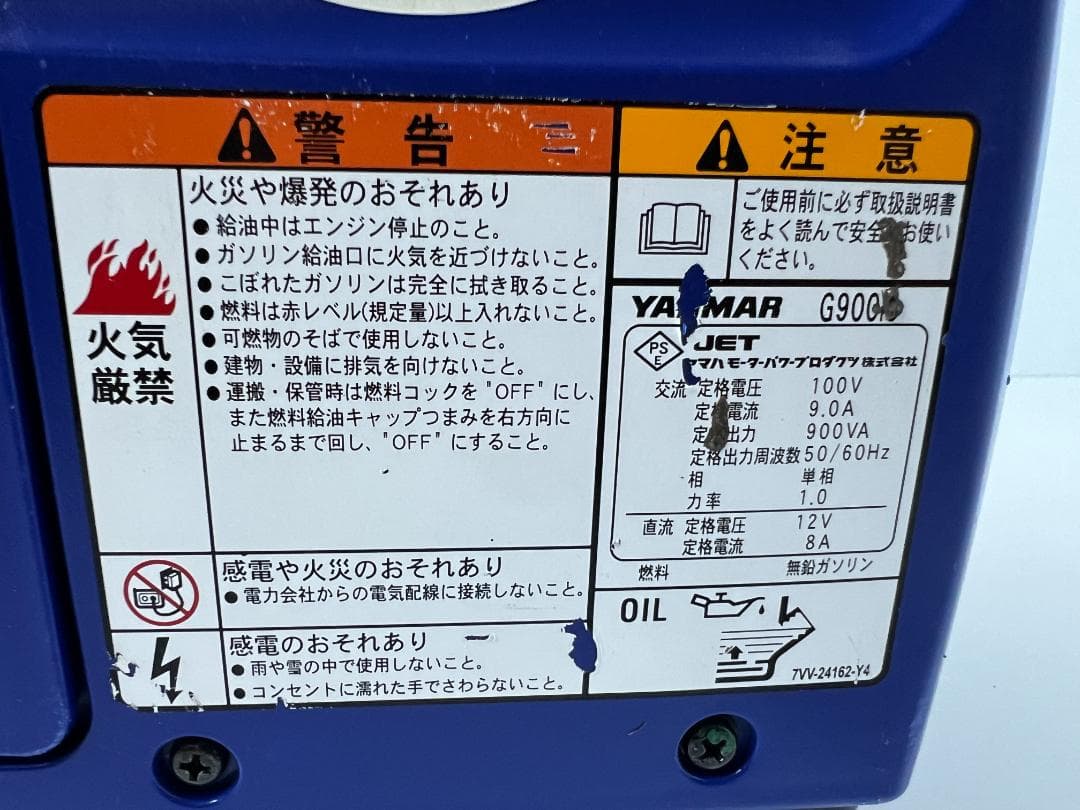 警告
火気
厳禁
火災や爆発のおそれあり
● 給油中はエンジン停止のこと。
● ガソリン給油口に火気を近づけないこと。
● こぼれたガソリンは完全に拭き取ること。
● 燃料は赤レベル(規定量)以上入れないこと。
● 可燃物のそばで使用しないこと。
● 建物・設備に排気を向けないこと。
● 運搬・保管時は燃料コックを"OFF"にし、
また燃料給油キャップつまみを右方向に
止まるまで回し、"OFF"にすること。
感電や火災のおそれあり
● 電力会社からの電気配線に接続しないこと。
感電のおそれあり
● 雨や雪の中で使用しないこと。
● コンセントに濡れた手でさわらないこと。
注意
ご使用前に必ず取扱説明書
をよく読んで安全 お使い
ください。
YANMAR G900
PS
E
JET
ヤマハモーターパワープロダクツ株式会社
交流 定格電圧 100V
定格電流 9.0A
定 出力 900VA
定格出力周波数 50/60Hz
相 単相
力率 1.0
直流 定格電圧 12V
定格電流 8A
燃料 無鉛ガソリン
OIL
7VV-24162-Y4